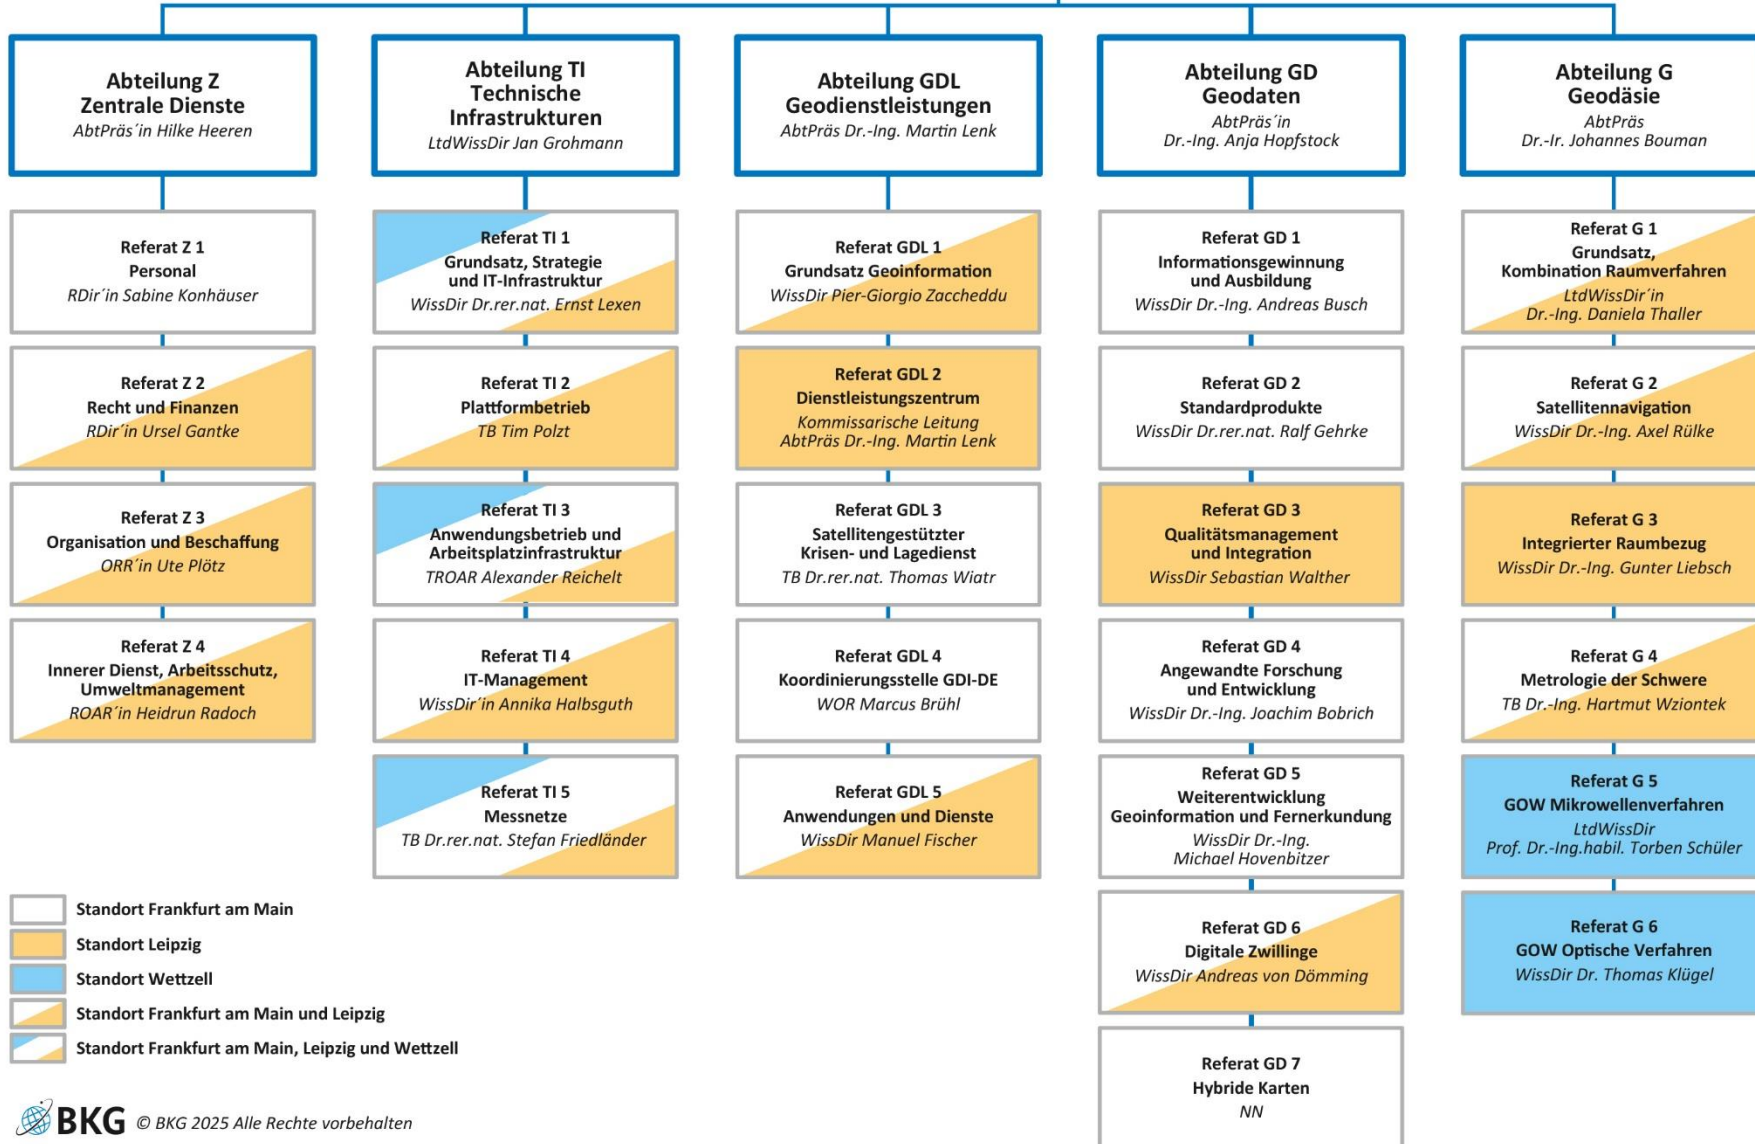 Abteilung Z
Zentrale Dienste
AbtPräs´in Hilke Heeren
Referat Z 1
Personal
RDir´in Sabine Konhäuser
Referat Z 2
Recht und Finanzen
RDir´in Ursel Gantke
Referat Z 3
Organisation und Beschaffung
ORR´in Ute Plötz
Referat Z 4
Innerer Dienst, Arbeitsschutz,
Umweltmanagement
ROAR´in Heidrun Radoch
Abteilung TI
Technische
Infrastrukturen
LtdWissDir Jan Grohmann
Referat TI 1
Grundsatz, Strategie
und IT-Infrastruktur
WissDir Dr.rer.nat. Ernst Lexen
Referat TI 2
Plattformbetrieb
TB Tim Polzt
Referat TI 3
Anwendungsbetrieb und
Arbeitsplatzinfrastruktur
TROAR Alexander Reichelt
Referat TI 4
IT-Management
WissDir´in Annika Halbsguth
Referat TI 5
Messnetze
TB Dr.rer.nat. Stefan Friedländer
Abteilung GDL
Geodienstleistungen
AbtPräs Dr.-Ing. Martin Lenk
Referat GDL 1
Grundsatz Geoinformation
WissDir Pier-Giorgio Zaccheddu
Referat GDL 2
Dienstleistungszentrum
Kommissarische Leitung
AbtPräs Dr.-Ing. Martin Lenk
Referat GDL 3
Satellitengestützter
Krisen- und Lagedienst
TB Dr.rer.nat. Thomas Wiatr
Referat GDL 4
Koordinierungsstelle GDI-DE
WOR Marcus Brühl
Referat GDL 5
Anwendungen und Dienste
WissDir Manuel Fischer
Abteilung GD
Geodaten
AbtPräs´in
Dr.-Ing. Anja Hopfstock
Referat GD 1
Informationsgewinnung
und Ausbildung
WissDir Dr.-Ing. Andreas Busch
Referat GD 2
Standardprodukte
WissDir Dr.rer.nat. Ralf Gehrke
Referat GD 3
Qualitätsmanagement
und Integration
WissDir Sebastian Walther
Referat GD 4
Angewandte Forschung
und Entwicklung
WissDir Dr.-Ing. Joachim Bobrich
Referat GD 5
Weiterentwicklung
Geoinformation und Fernerkundung
WissDir Dr.-Ing.
Michael Hovenbitzer
Referat GD 6
Digitale Zwillinge
WissDir Andreas von Dömming
Referat GD 7
Hybride Karten
NN
Abteilung G
Geodäsie
AbtPräs
Dr.-Ir. Johannes Bouman
Referat G 1
Grundsatz,
Kombination Raumverfahren
LtdWissDir´in
Dr.-Ing. Daniela Thaller
Referat G 2
Satellitennavigation
WissDir Dr.-Ing. Axel Rülke
Referat G 3
Integrierter Raumbezug
WissDir Dr.-Ing. Gunter Liebsch
Referat G 4
Metrologie der Schwere
TB Dr.-Ing. Hartmut Wziontek
Referat G 5
GOW Mikrowellenverfahren
LtdWissDir
Prof. Dr.-Ing.habil. Torben Schüler
Referat G 6
GOW Optische Verfahren
WissDir Dr. Thomas Klügel
Standort Frankfurt am Main
Standort Leipzig
Standort Wettzell
Standort Frankfurt am Main und Leipzig
Standort Frankfurt am Main, Leipzig und Wettzell
BKG © BKG 2025 Alle Rechte vorbehalten